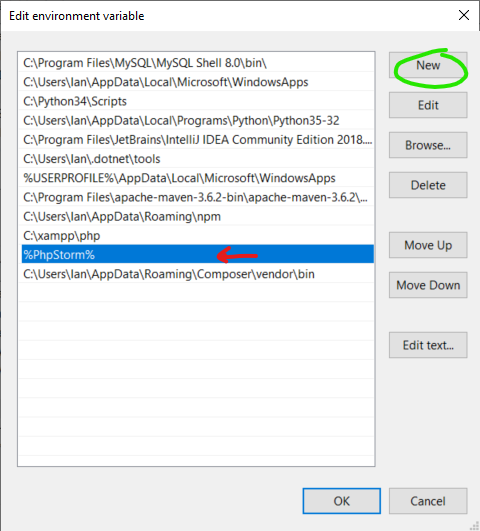 Edit environment variable
C:\Program Files\MySQL\MySQL Shell 8.0\bin\
C:\Users\Ian\AppData\Local\Microsoft\WindowsApps
C:\Python34\Scripts
C:\Users\Ian\AppData\Local\Programs\Python\Python35-32
C:\Program Files\JetBrains\IntelliJ IDEA Community Edition 2018....
C:\Users\Ian\.dotnet\tools
%USERPROFILE%\AppData\Local\Microsoft\WindowsApps
C:\Program Files\apache-maven-3.6.2-bin\apache-maven-3.6.2\...
C:\Users\Ian\AppData\Roaming\npm
C:\xampp\php
%PhpStorm%
C:\Users\Ian\AppData\Roaming\Composer\vendor\bin
New
Edit
Browse...
Delete
Move Up
Move Down
Edit text...
OK
Cancel